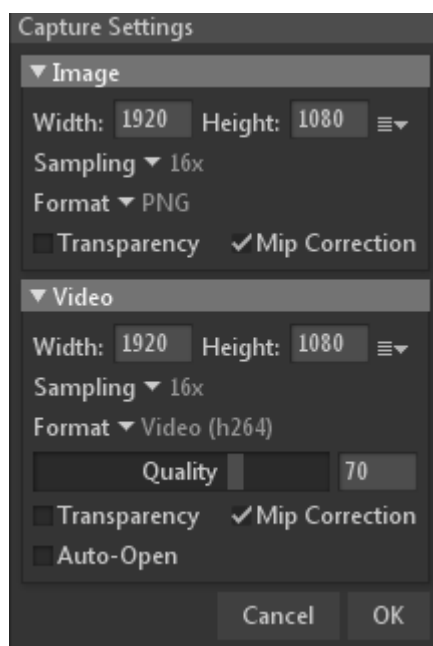 Capture Settings
Image
Width: 1920 Height: 1080
Sampling 16x
Format PNG
Transparency Mip Correction
Video
Width: 1920 Height: 1080
Sampling 16x
Format Video (h264)
Quality 70
Transparency Mip Correction
Auto-Open
Cancel OK